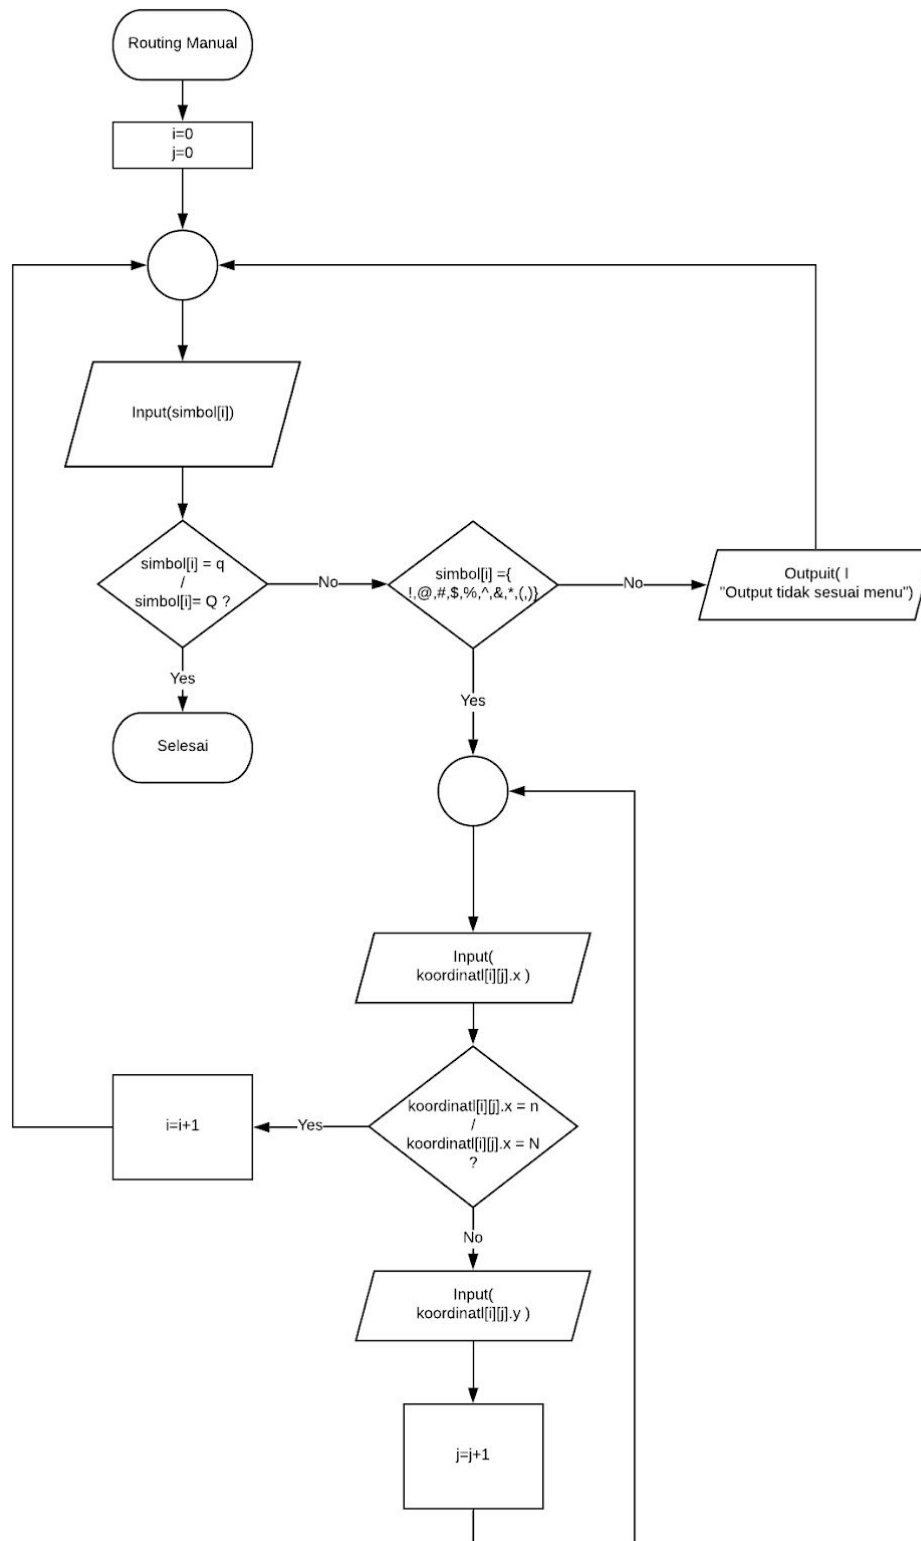 Routing Manual
i=0
j=0
Input(simbol[i])
simbol[i] = q
/
simbol[i]= Q ?
No
simbol[i] ={
!,@,#,$,%,^,&,*,(,)}
No
Outpuit( l
"Output tidak sesuai menu")
Yes
Selesai
Yes
Input(
koordinatl[i][j].x )
koordinatl[i][j].x = n
/
koordinatl[i][j].x = N
?
Yes
i=i+1
No
Input(
koordinatl[i][j].y )
j=j+1